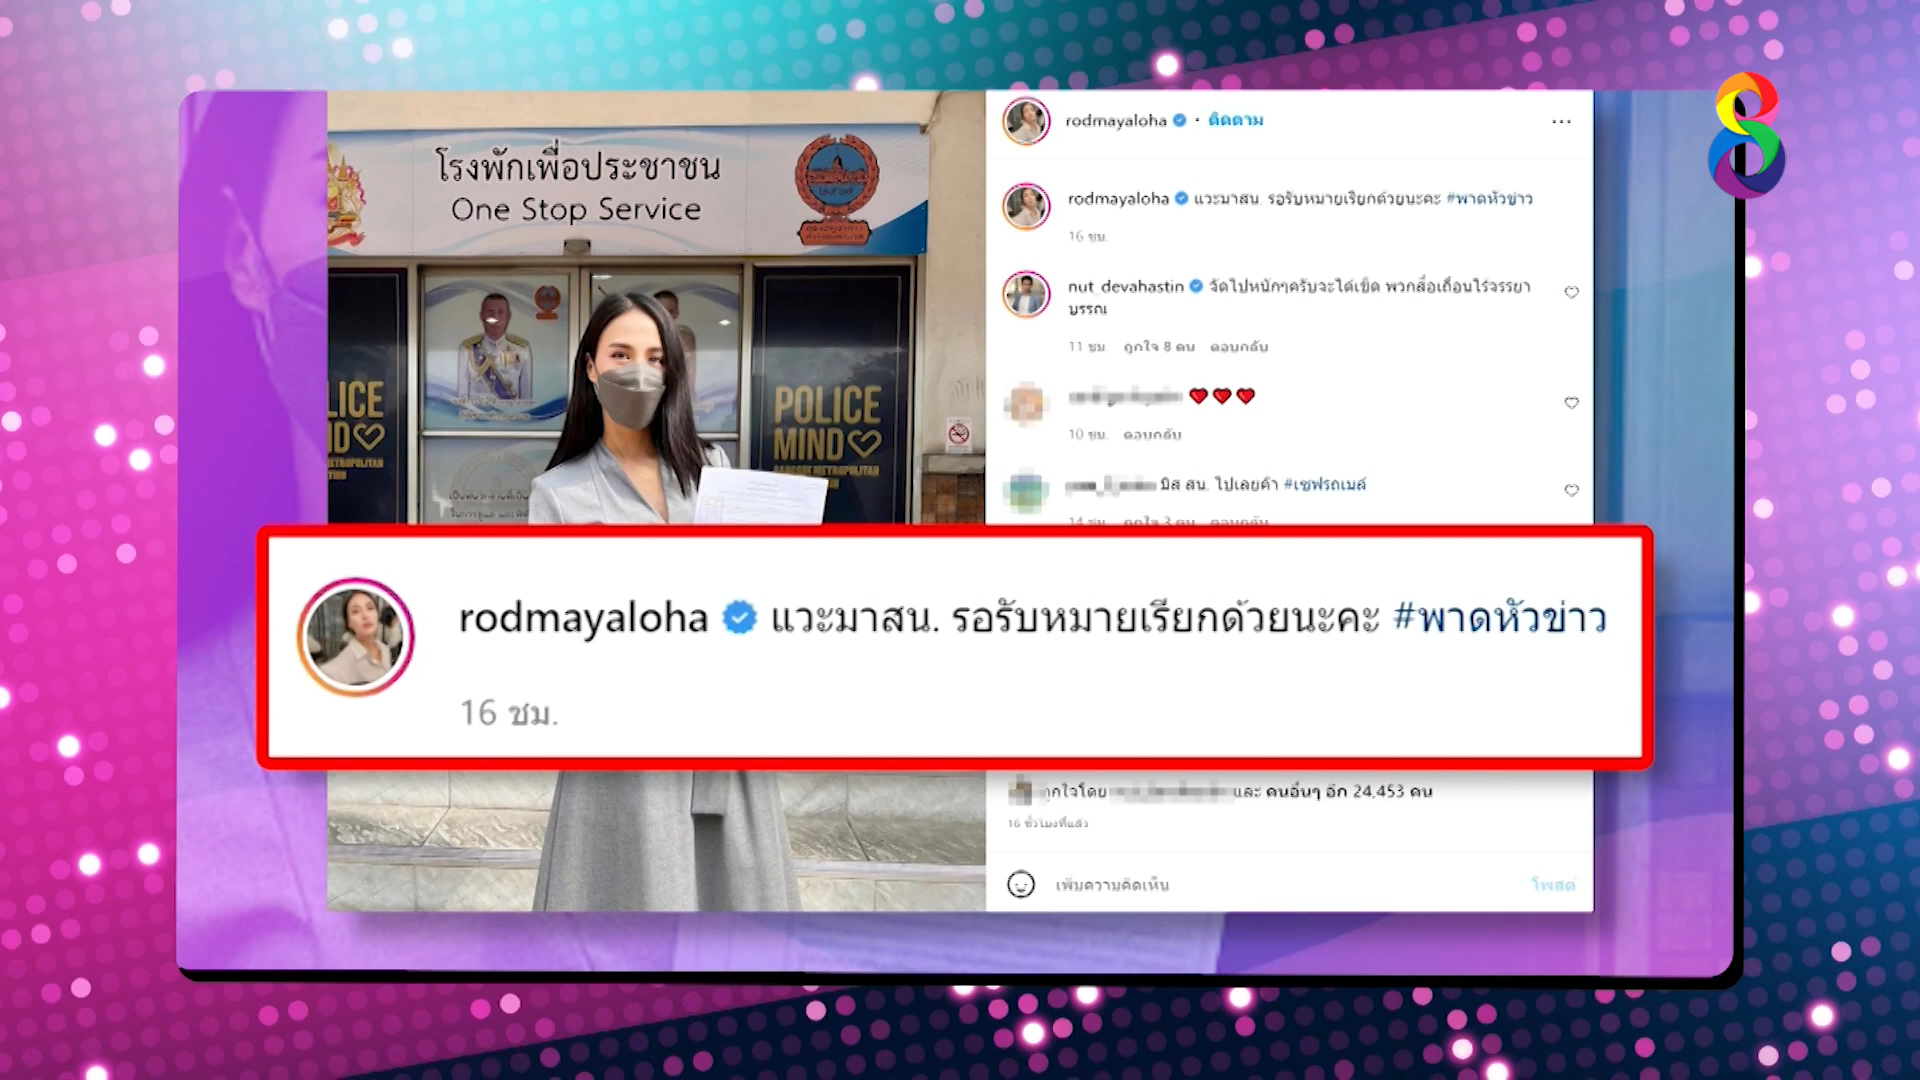 โรงพักเพื่อประชาชน
One Stop Service
LICE
ND
ETROPOLITAN
POLICE
MIND
BANGKOK METROPOLITAN
rodmayaloha • ติดตาม
rodmayaloha แวะมาสน. รอรับหมายเรียกด้วยนะคะ #พาดหัวข่าว
16 ชม.
nut_devahastin จัดไปหนักๆครับจะได้เข็ด พวกสื่อเถื่อนไร้จรรยา
บรรณ
11 ชม. ถูกใจ 8 คน ตอบกลับ
10 ชม. ตอบกลับ
มิส สน. ไปเลยค้า #เชฟรถเมล์
14 ชม. ถูกใจ 3 คน ตอบกลับ
rodmayaloha แวะมาสน. รอรับหมายเรียกด้วยนะคะ #พาดหัวข่าว
16 ชม.
ถูกใจโดย และ คนอื่นๆ อีก 24,453 คน
16 ชั่วโมงที่แล้ว
เพิ่มความคิดเห็น
โพสต์
8